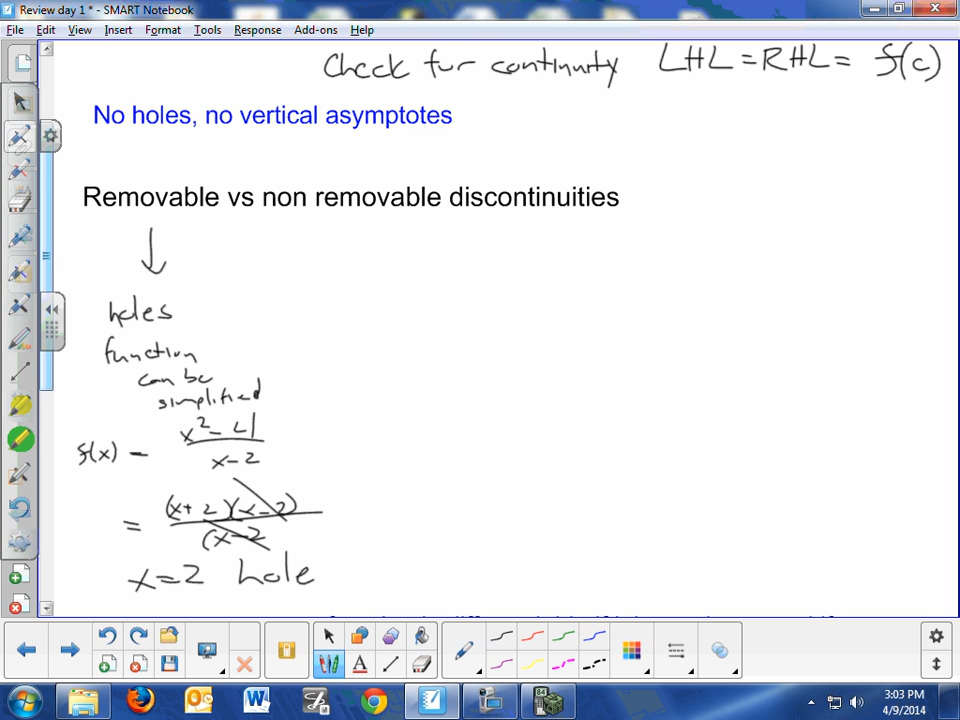 Review day 1 * - SMART Notebook
File Edit View Insert Format Tools Response Add-ons Help
Check for continuity LHL = RHL = f(c)
No holes, no vertical asymptotes
Removable vs non removable discontinuities
↓
holes
function
can be
simplified
f(x) = x² - 4 / x - 2
= (x+2)(x-2) / (x-2
x=2 hole
3:03 PM
4/9/2014